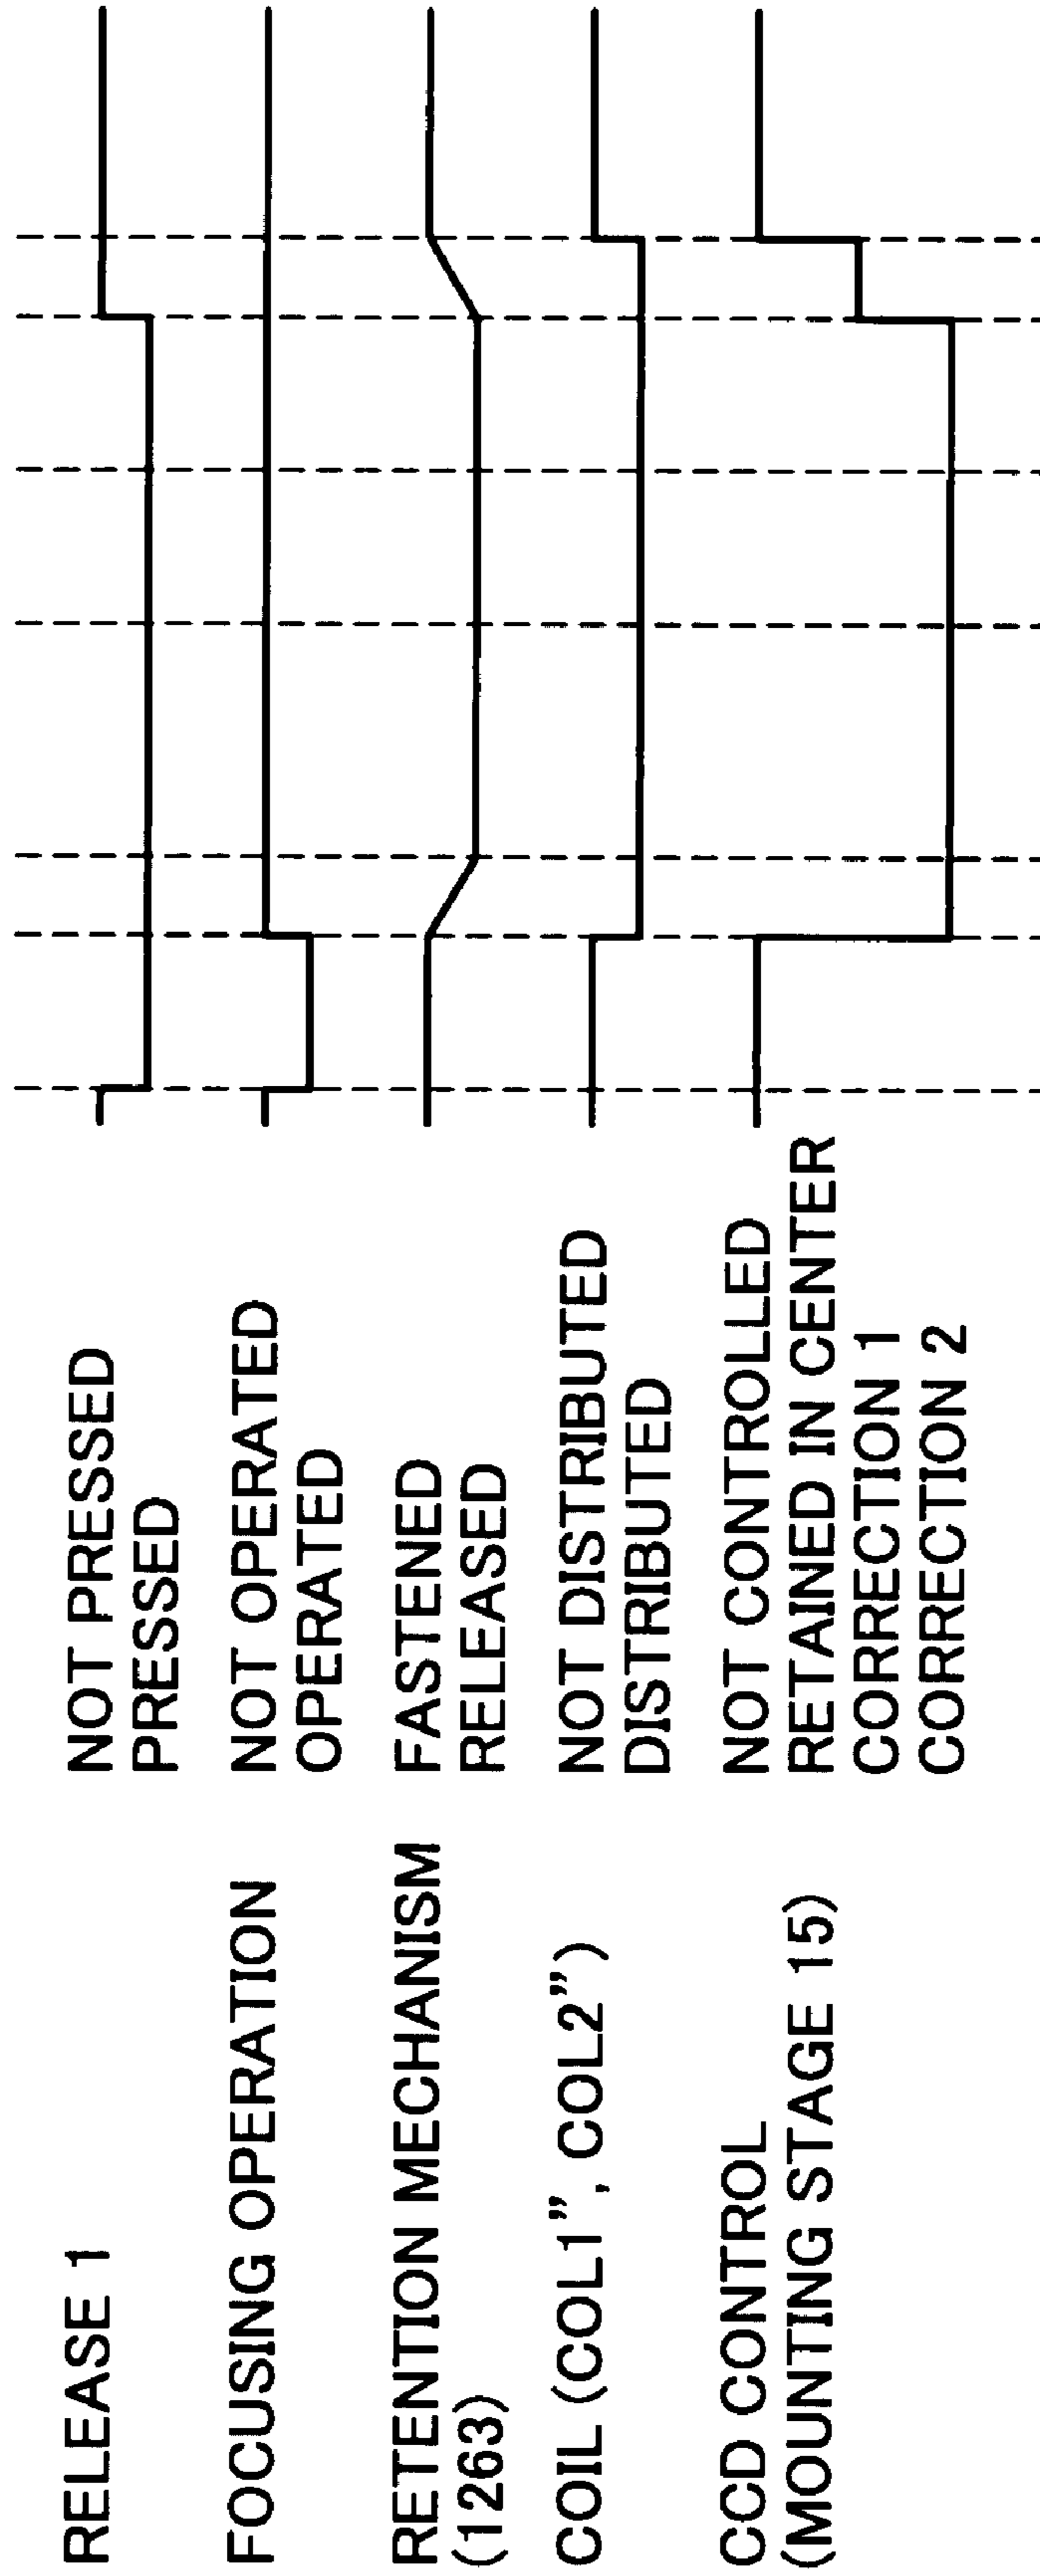 RELEASE 1
NOT PRESSED
PRESSED
FOCUSING OPERATION
NOT OPERATED
OPERATED
RETENTION MECHANISM
(1263)
FASTENED
RELEASED
COIL (COL1”, COL2”)
NOT DISTRIBUTED
DISTRIBUTED
CCD CONTROL
(MOUNTING STAGE 15)
NOT CONTROLLED
RETAINED IN CENTER
CORRECTION 1
CORRECTION 2